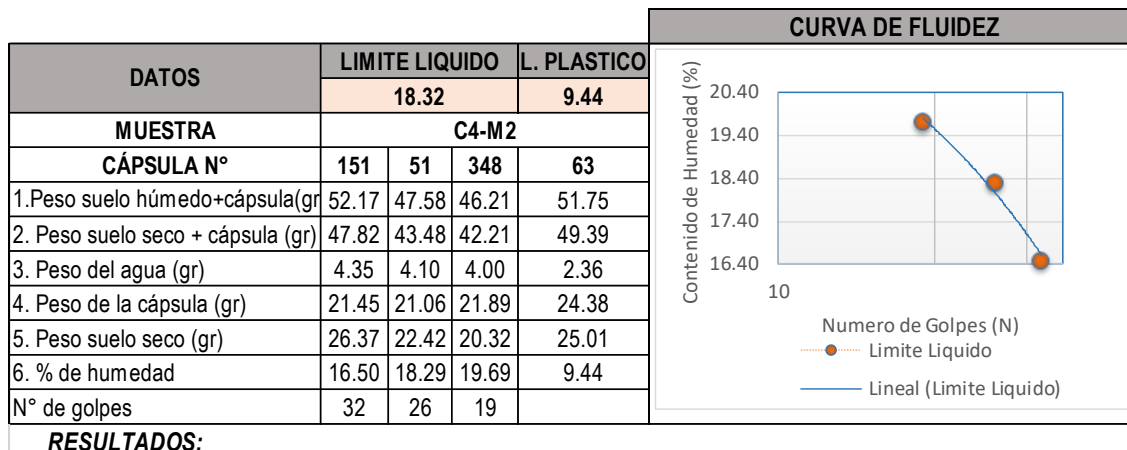 CURVA DE FLUIDEZ
DATOS LIMITE LIQUIDO L. PLASTICO
18.32 9.44
MUESTRA C4-M2
CÁPSULA N° 151 51 348 63
1.Peso suelo húmedo+cápsula(gr 52.17 47.58 46.21 51.75
2. Peso suelo seco + cápsula (gr) 47.82 43.48 42.21 49.39
3. Peso del agua (gr) 4.35 4.10 4.00 2.36
4. Peso de la cápsula (gr) 21.45 21.06 21.89 24.38
5. Peso suelo seco (gr) 26.37 22.42 20.32 25.01
6. % de humedad 16.50 18.29 19.69 9.44
N° de golpes 32 26 19
RESULTADOS:
Contenido de Humedad (%)
20.40
19.40
18.40
17.40
16.40
10
Numero de Golpes (N)
Limite Liquido
Lineal (Limite Liquido)